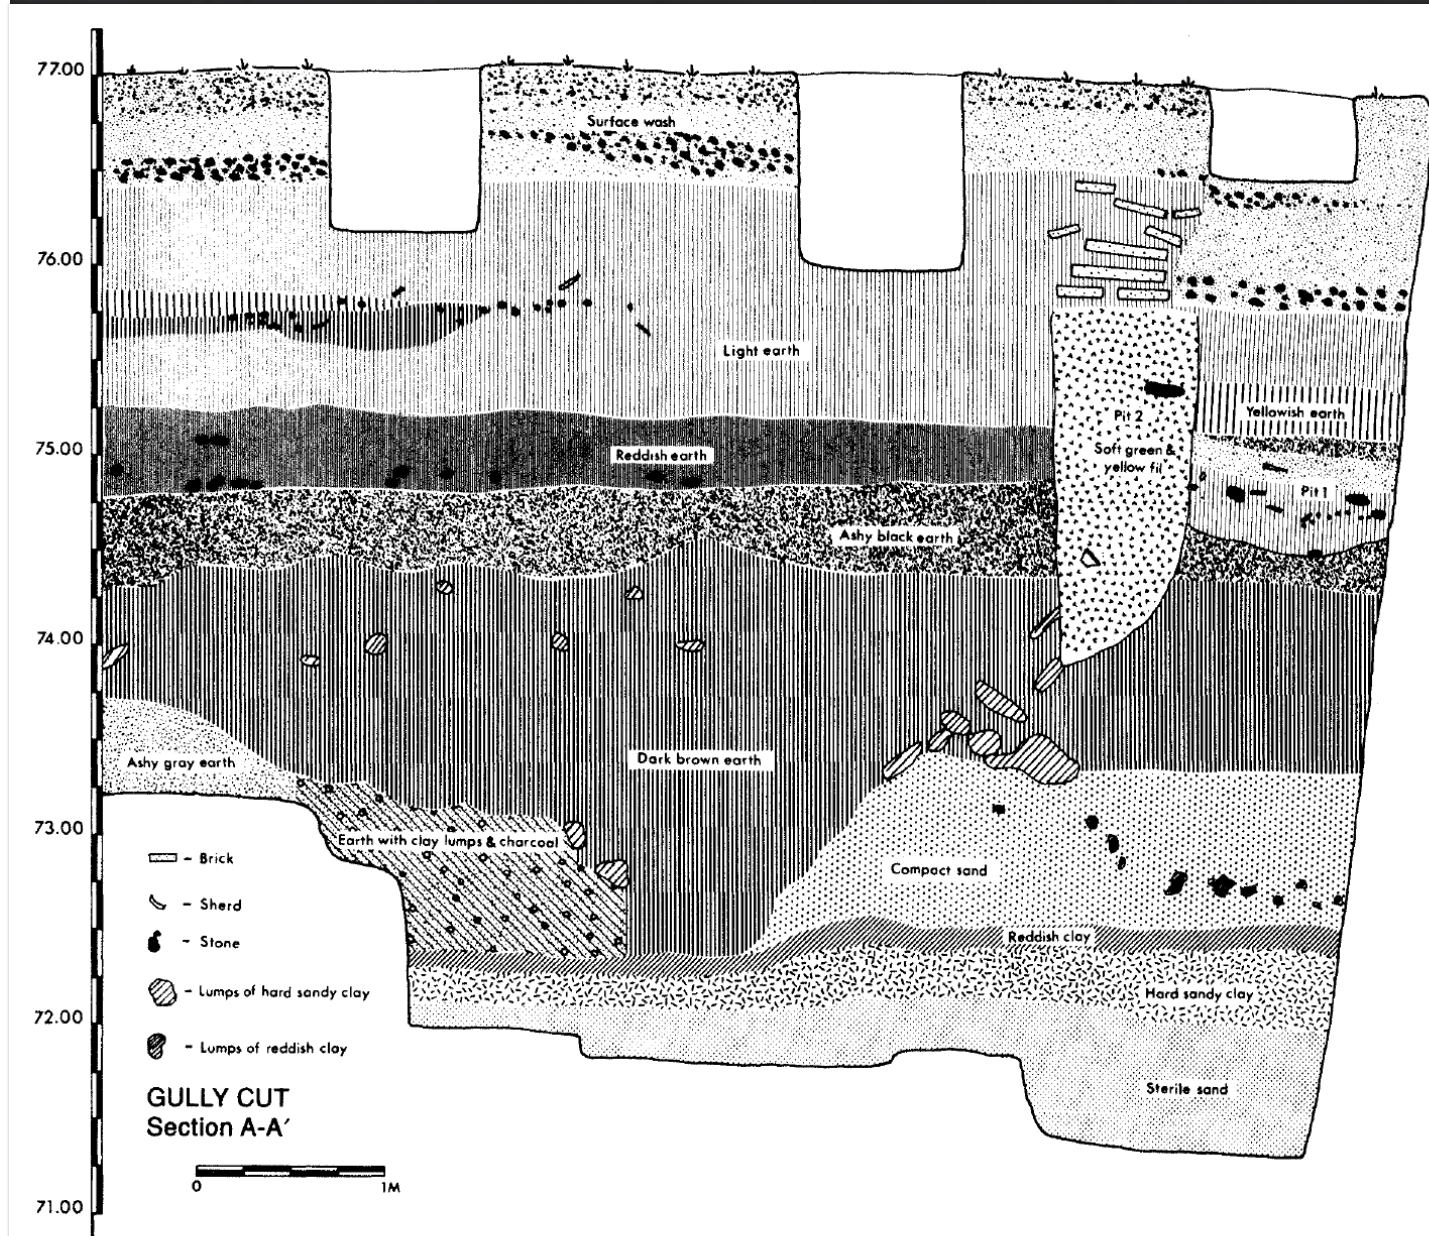 77.00
Surface wash
76.00
Light earth
Yellowish earth
Pit 2
75.00
Reddish earth
Soft green &
yellow fil
Pit 1
Ashy black earth
74.00
Ashy gray earth
Dark brown earth
73.00
Earth with clay lumps & charcoal
- Brick
Compact sand
- Sherd
- Stone
Reddish clay
- Lumps of hard sandy clay
Hard sandy clay
72.00
- Lumps of reddish clay
Sterile sand
GULLY CUT
Section A-A′
0 1M
71.00